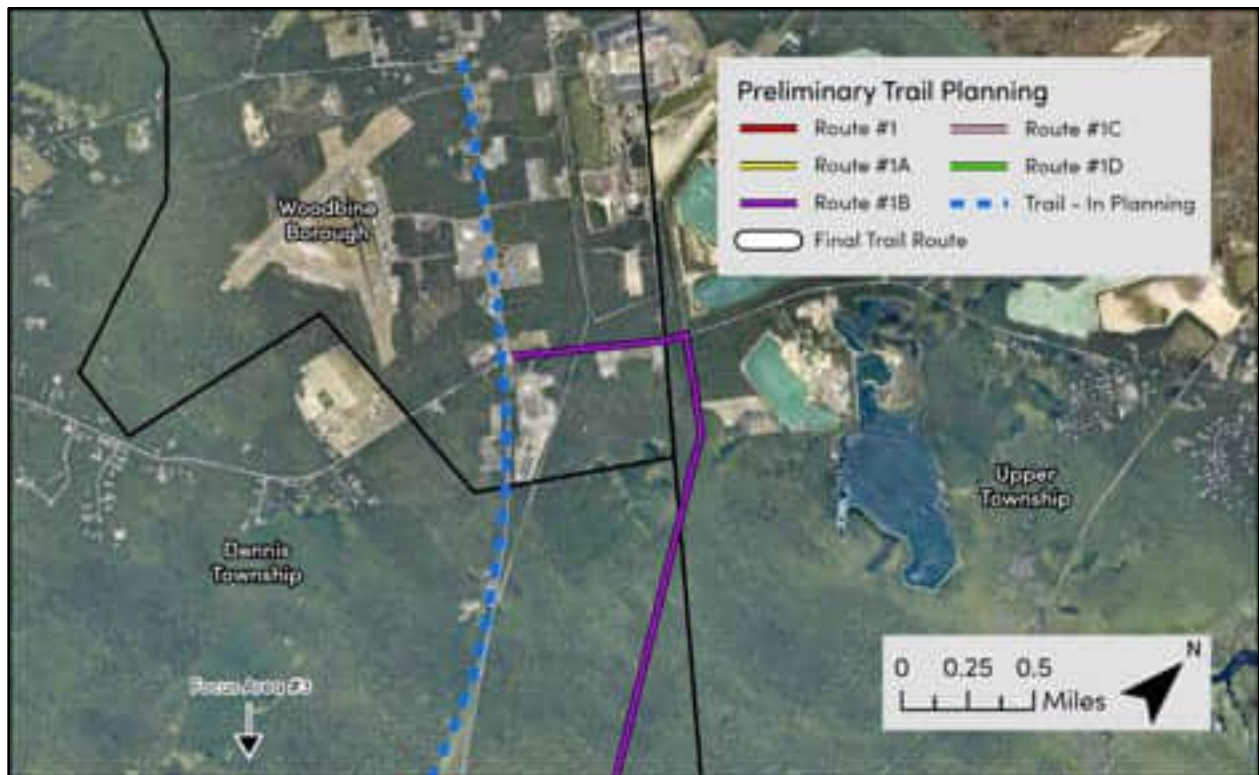 Preliminary Trail Planning
Route #1
Route #1C
Route #1A
Route #1D
Route #1B
Trail - In Planning
Final Trail Route
Woodbine
Borough
Upper
Township
Dennis
Township
Focus Area #3
N
0 0.25 0.5
Miles